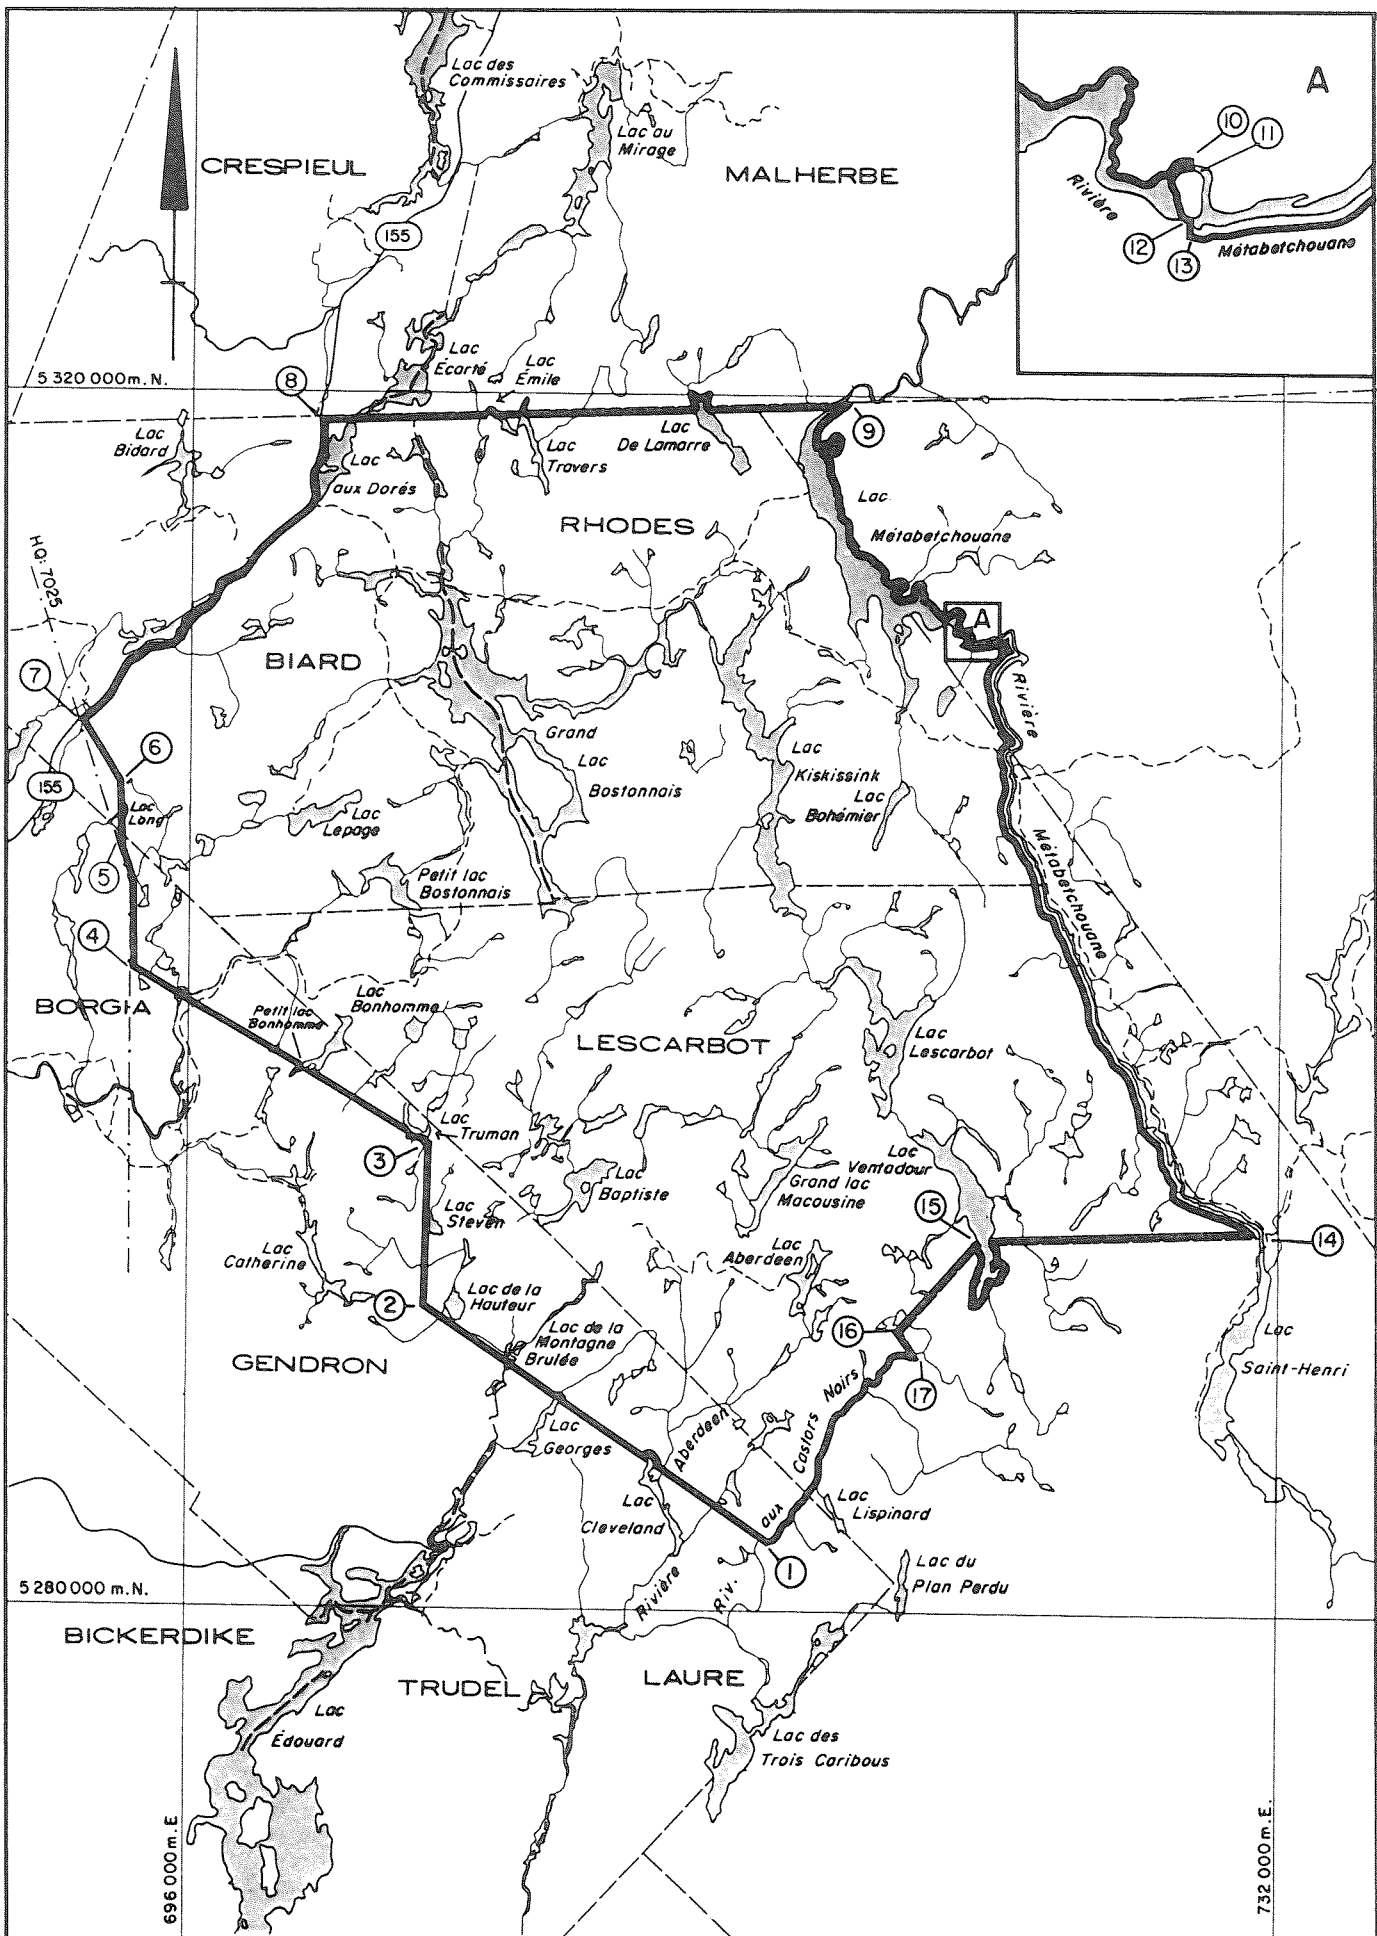 Lac des
Commissaires
Lac au
Mirage
CRESPIEUL
MALHERBE
155
A
10
11
Rivière
12
13
Métabetchouane
5 320 000 m. N.
8
Lac
Écarté
Lac
Émile
Lac
Bidard
Lac
aux Dorés
Lac
Travers
Lac
De Lamarre
9
Lac
Métabetchouane
RHODES
HQ: 7025
A
BIARD
7
Rivière
6
Grand
Lac
Bostonnais
Lac
Kiskissink
Lac
Bohémier
155
Lac
Long
Lac
Lepage
5
Petit lac
Bostonnais
Métabetchouane
4
BORGIA
Petit lac
Bonhomme
Lac
Bonhomme
LESCARBOT
Lac
Lescarbot
Lac
Truman
3
Lac
Ventadour
Lac
Baptiste
Grand lac
Macousine
Lac
Steven
15
14
Lac
Catherine
Lac
Aberdeen
2
Lac de la
Hauteur
Lac de la
Montagne
Brulée
16
Lac
Saint-Henri
GENDRON
17
Lac
Georges
Aberdeen
Castors Noirs
Lac
Cleveland
aux
Lac
Lispinard
1
Rivière
Riv.
Lac du
Plan Perdu
5 280 000 m. N.
BICKERDIKE
TRUDEL
LAURE
Lac
Édouard
Lac des
Trois Caribous
696 000 m. E
732 000 m. E.